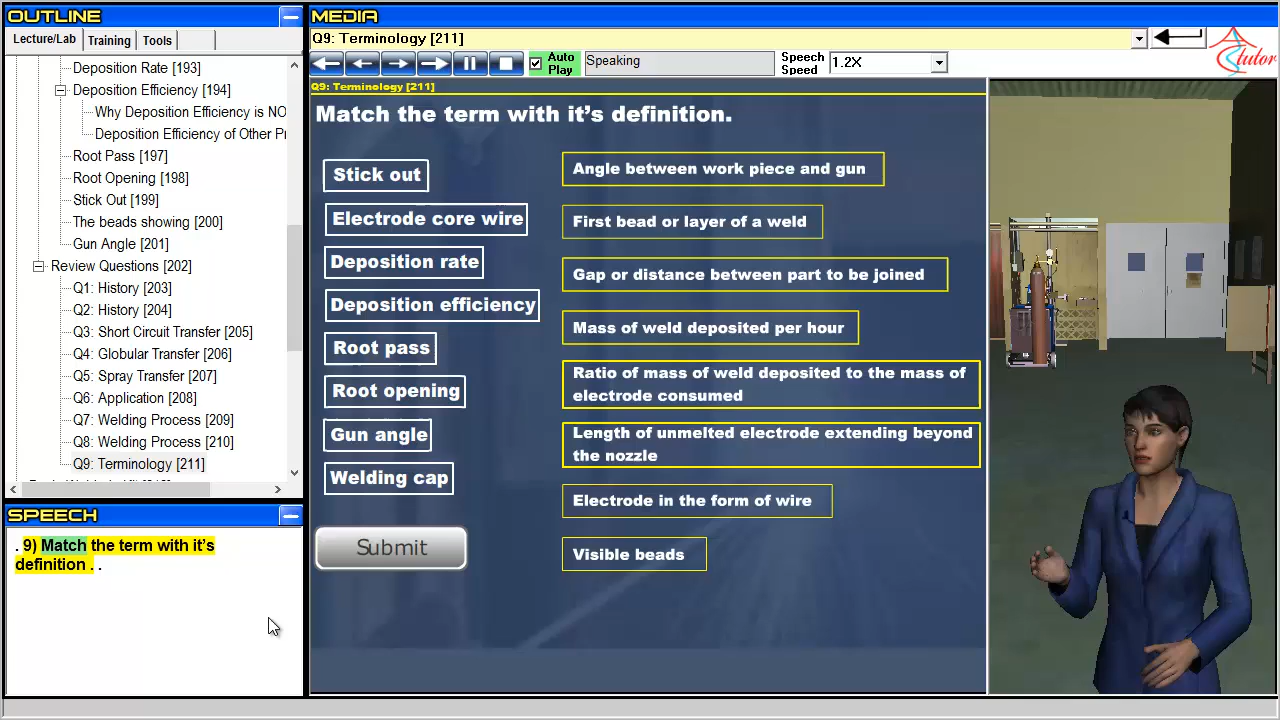 OUTLINE
Lecture/Lab Training Tools
Deposition Rate [193]
Deposition Efficiency [194]
Why Deposition Efficiency is NO
Deposition Efficiency of Other Pr
Root Pass [197]
Root Opening [198]
Stick Out [199]
The beads showing [200]
Gun Angle [201]
Review Questions [202]
Q1: History [203]
Q2: History [204]
Q3: Short Circuit Transfer [205]
Q4: Globular Transfer [206]
Q5: Spray Transfer [207]
Q6: Application [208]
Q7: Welding Process [209]
Q8: Welding Process [210]
Q9: Terminology [211]
SPEECH
. 9) Match the term with it's
definition . .
MEDIA
Q9: Terminology [211]
Auto
Play
Speaking
Speech
Speed
1.2X
tutor
Q9: Terminology [211]
Match the term with it’s definition.
Stick out
Electrode core wire
Deposition rate
Deposition efficiency
Root pass
Root opening
Gun angle
Welding cap
Submit
Angle between work piece and gun
First bead or layer of a weld
Gap or distance between part to be joined
Mass of weld deposited per hour
Ratio of mass of weld deposited to the mass of
electrode consumed
Length of unmelted electrode extending beyond
the nozzle
Electrode in the form of wire
Visible beads